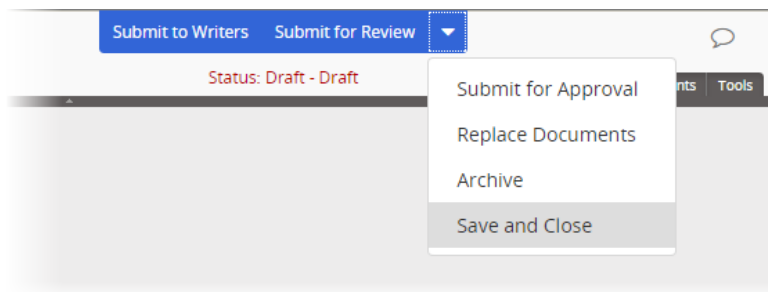 Submit to Writers Submit for Review
Status: Draft - Draft
Submit for Approval
nts Tools
Replace Documents
Archive
Save and Close